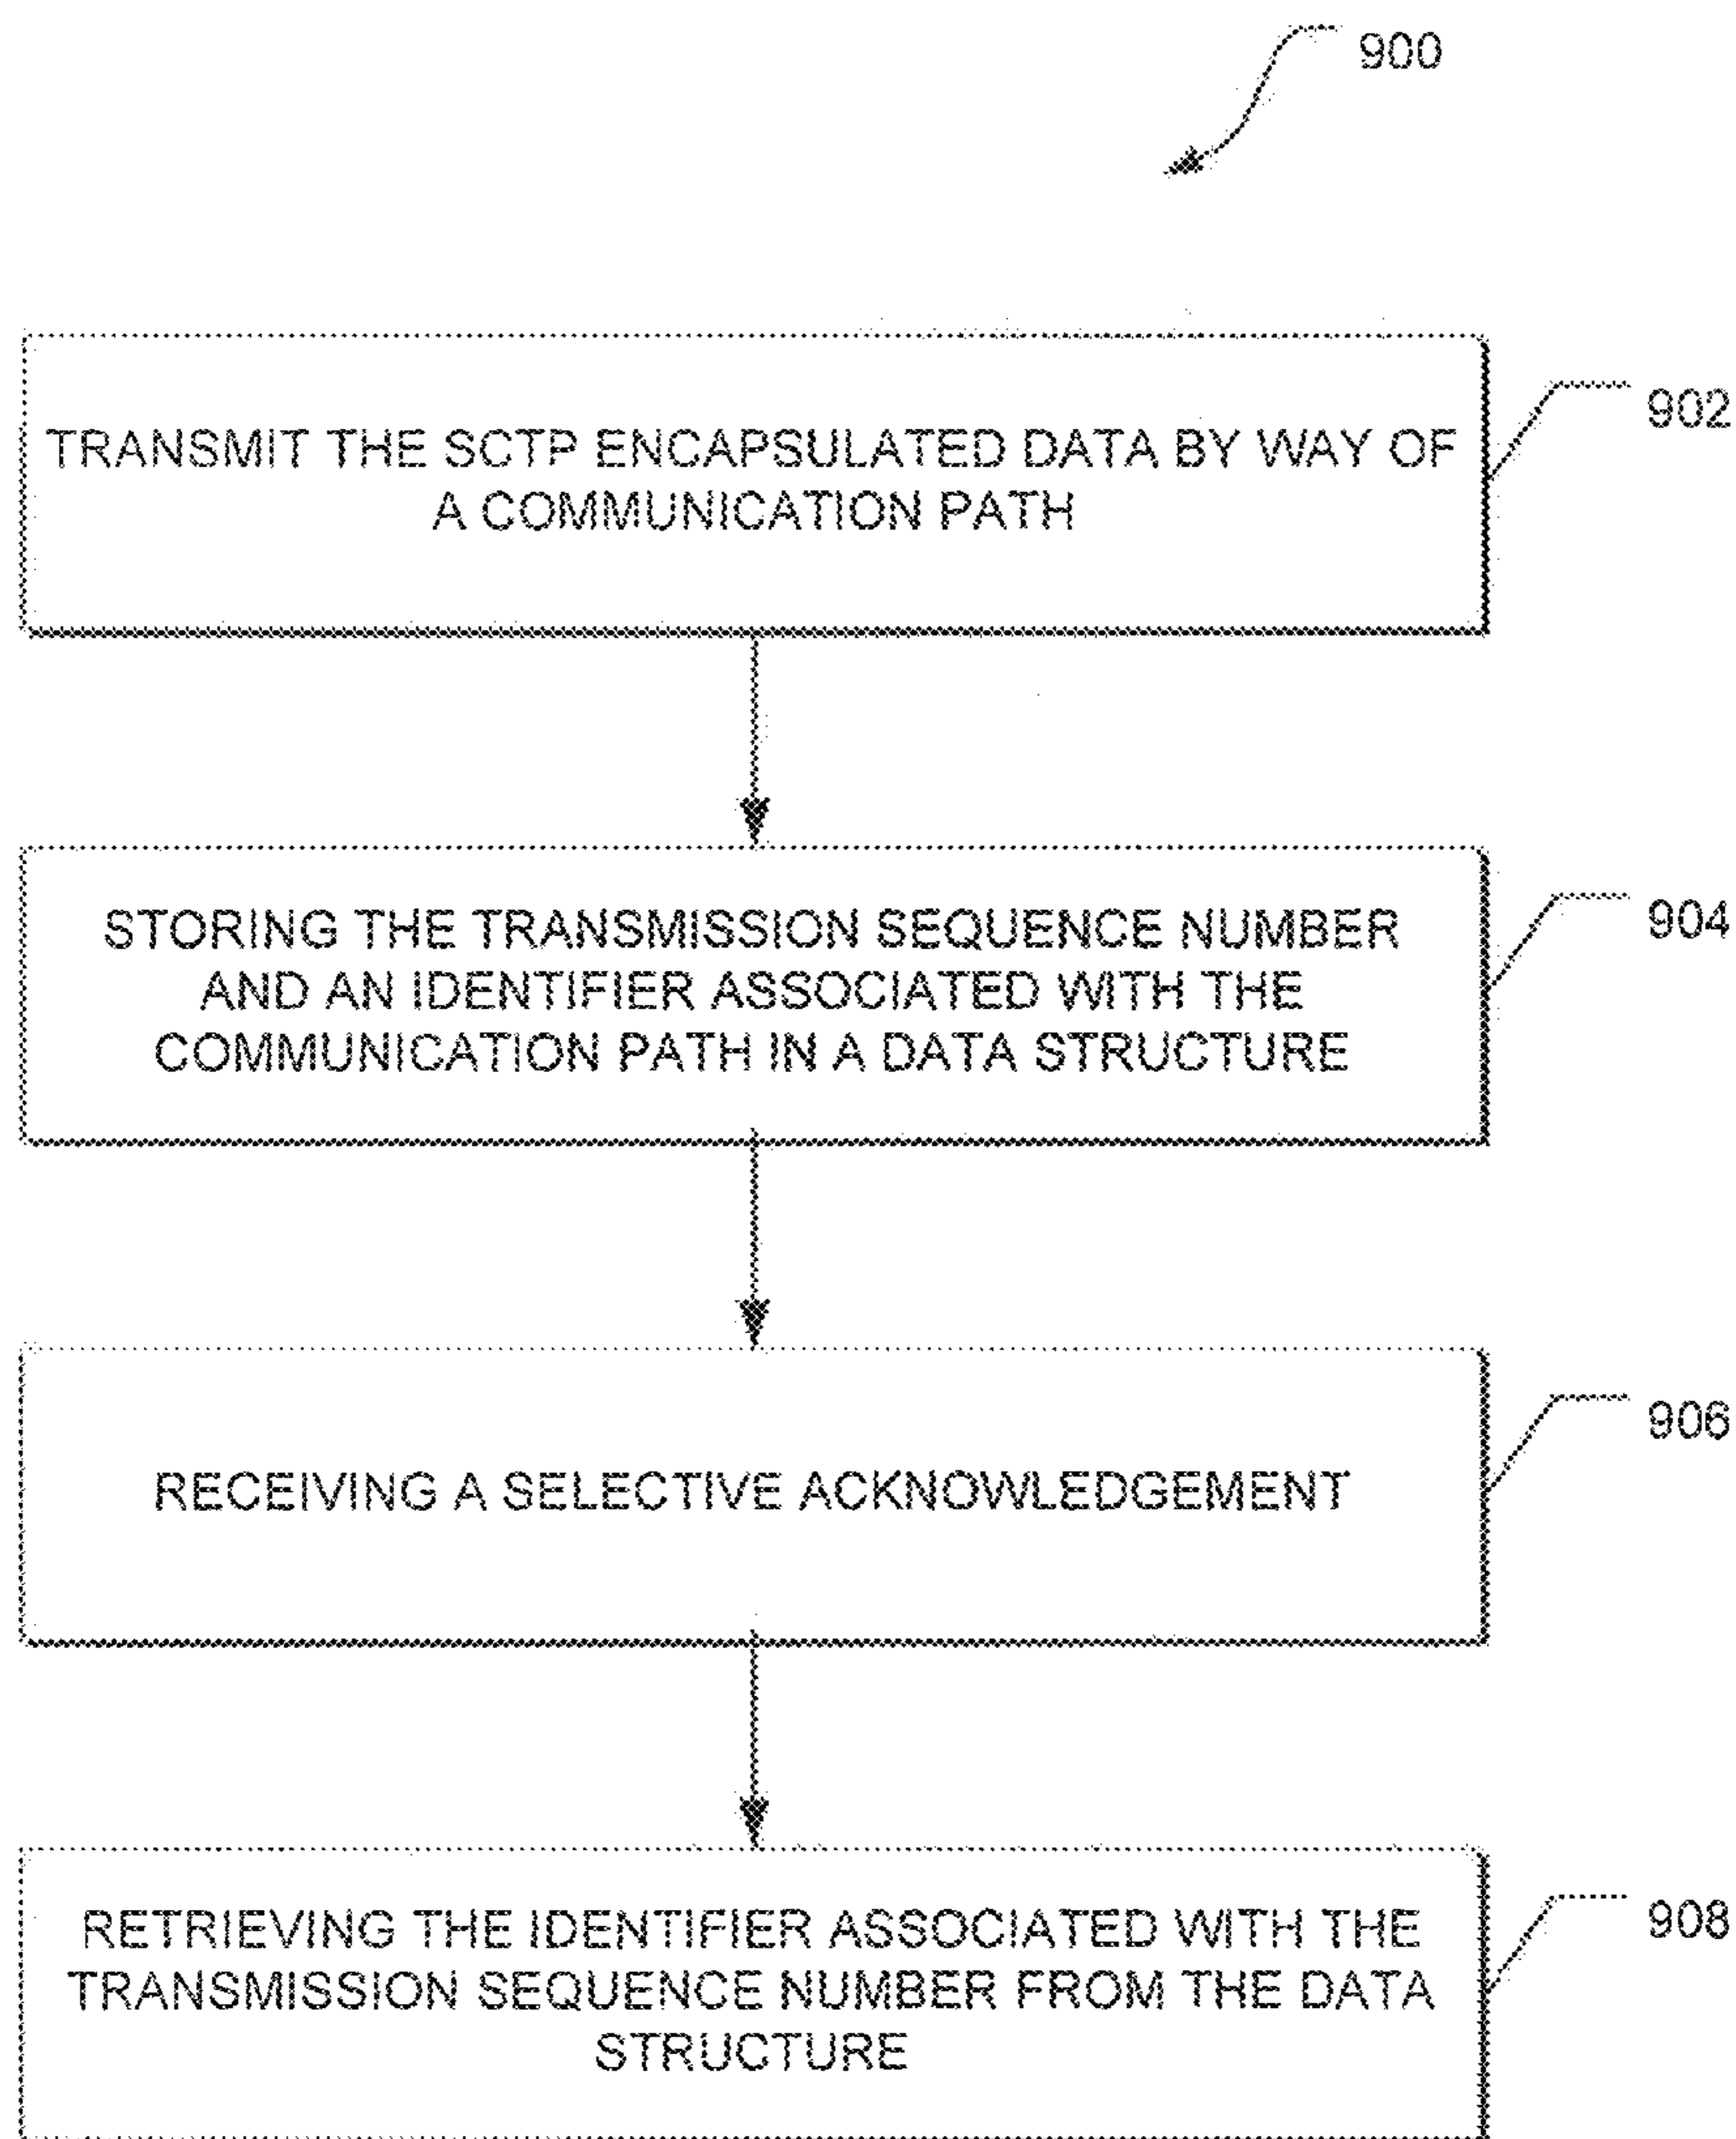 900
TRANSMIT THE SCTP ENCAPSULATED DATA BY WAY OF
A COMMUNICATION PATH
902
STORING THE TRANSMISSION SEQUENCE NUMBER
AND AN IDENTIFIER ASSOCIATED WITH THE
COMMUNICATION PATH IN A DATA STRUCTURE
904
RECEIVING A SELECTIVE ACKNOWLEDGEMENT
906
RETRIEVING THE IDENTIFIER ASSOCIATED WITH THE
TRANSMISSION SEQUENCE NUMBER FROM THE DATA
STRUCTURE
908